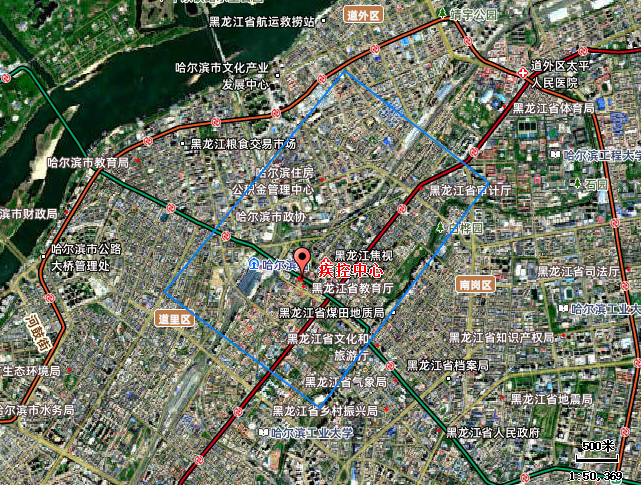 黑龙江省航运救捞站
道外区
靖宇公园
哈尔滨市文化产业
发展中心
道外区太平
人民医院
黑龙江省体育局
黑龙江粮食交易市场
哈尔滨市教育局
哈尔滨工程大学
哈尔滨住房
公积金管理中心
黑龙江省审计厅
石园
滨市财政局
哈尔滨市政协
哈尔滨市公路
大桥管理处
黑龙江焦视
哈尔滨
疾控中心
黑龙江省教育厅
南岗区
黑龙江省司法厅
道里区
黑龙江省煤田地质局
哈尔滨工业大
河鼓街
黑龙江省文化和
旅游厅
黑龙江省知识产权局
生态环境局
黑龙江省档案局
黑龙江省气象局
哈尔滨市水务局
黑龙江省乡村振兴局
黑龙江省地震局
哈尔滨工业大学
黑龙江省人民政府
500米
1:50,369